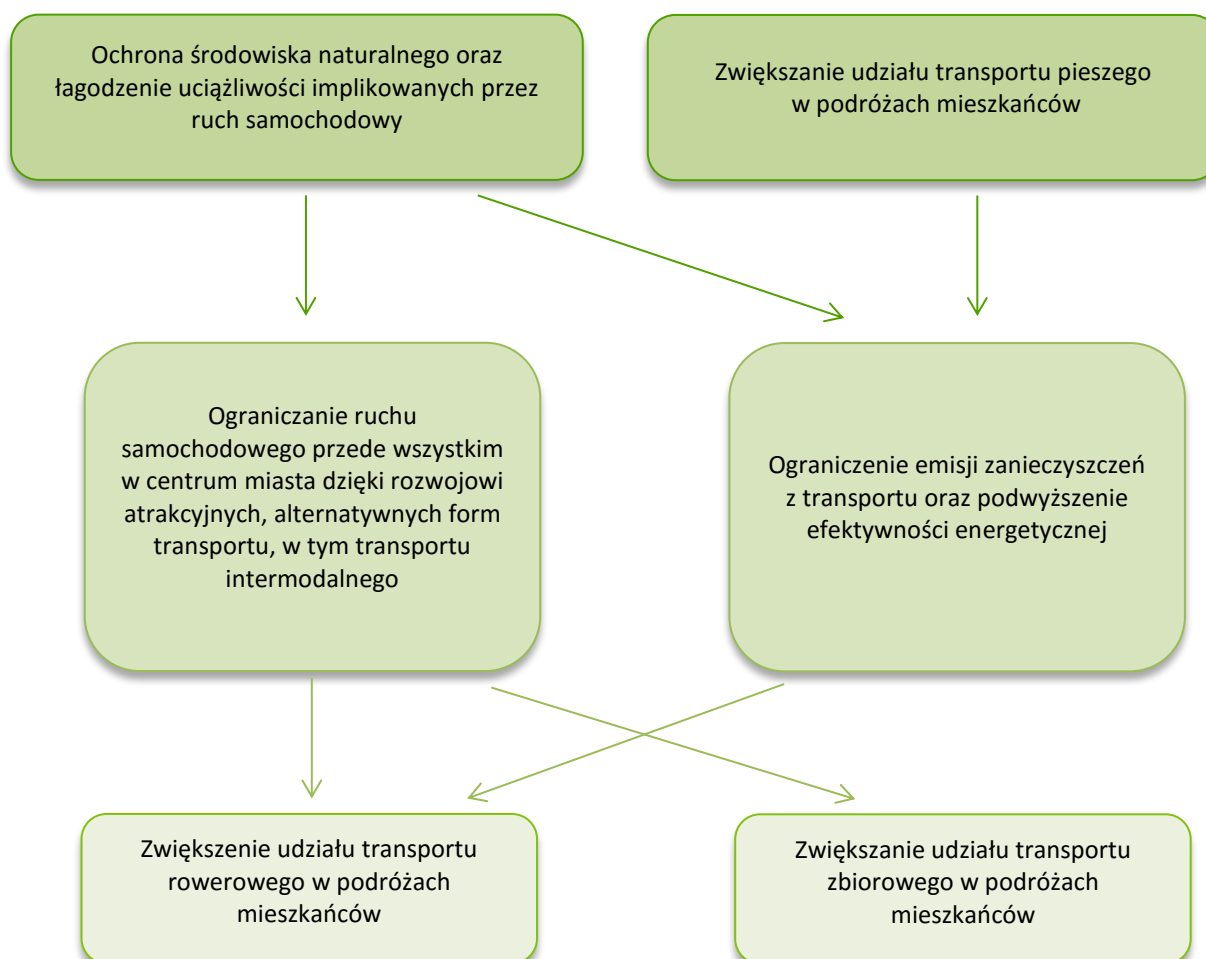 Ochrona środowiska naturalnego oraz
łagodzenie uciążliwości implikowanych przez
ruch samochodowy
Zwiększanie udziału transportu pieszego
w podróżach mieszkańców
Ograniczanie ruchu
samochodowego przede wszystkim
w centrum miasta dzięki rozwojowi
atrakcyjnych, alternatywnych form
transportu, w tym transportu
intermodalnego
Ograniczenie emisji zanieczyszczeń
z transportu oraz podwyższenie
efektywności energetycznej
Zwiększenie udziału transportu
rowerowego w podróżach
mieszkańców
Zwiększanie udziału transportu
zbiorowego w podróżach
mieszkańców